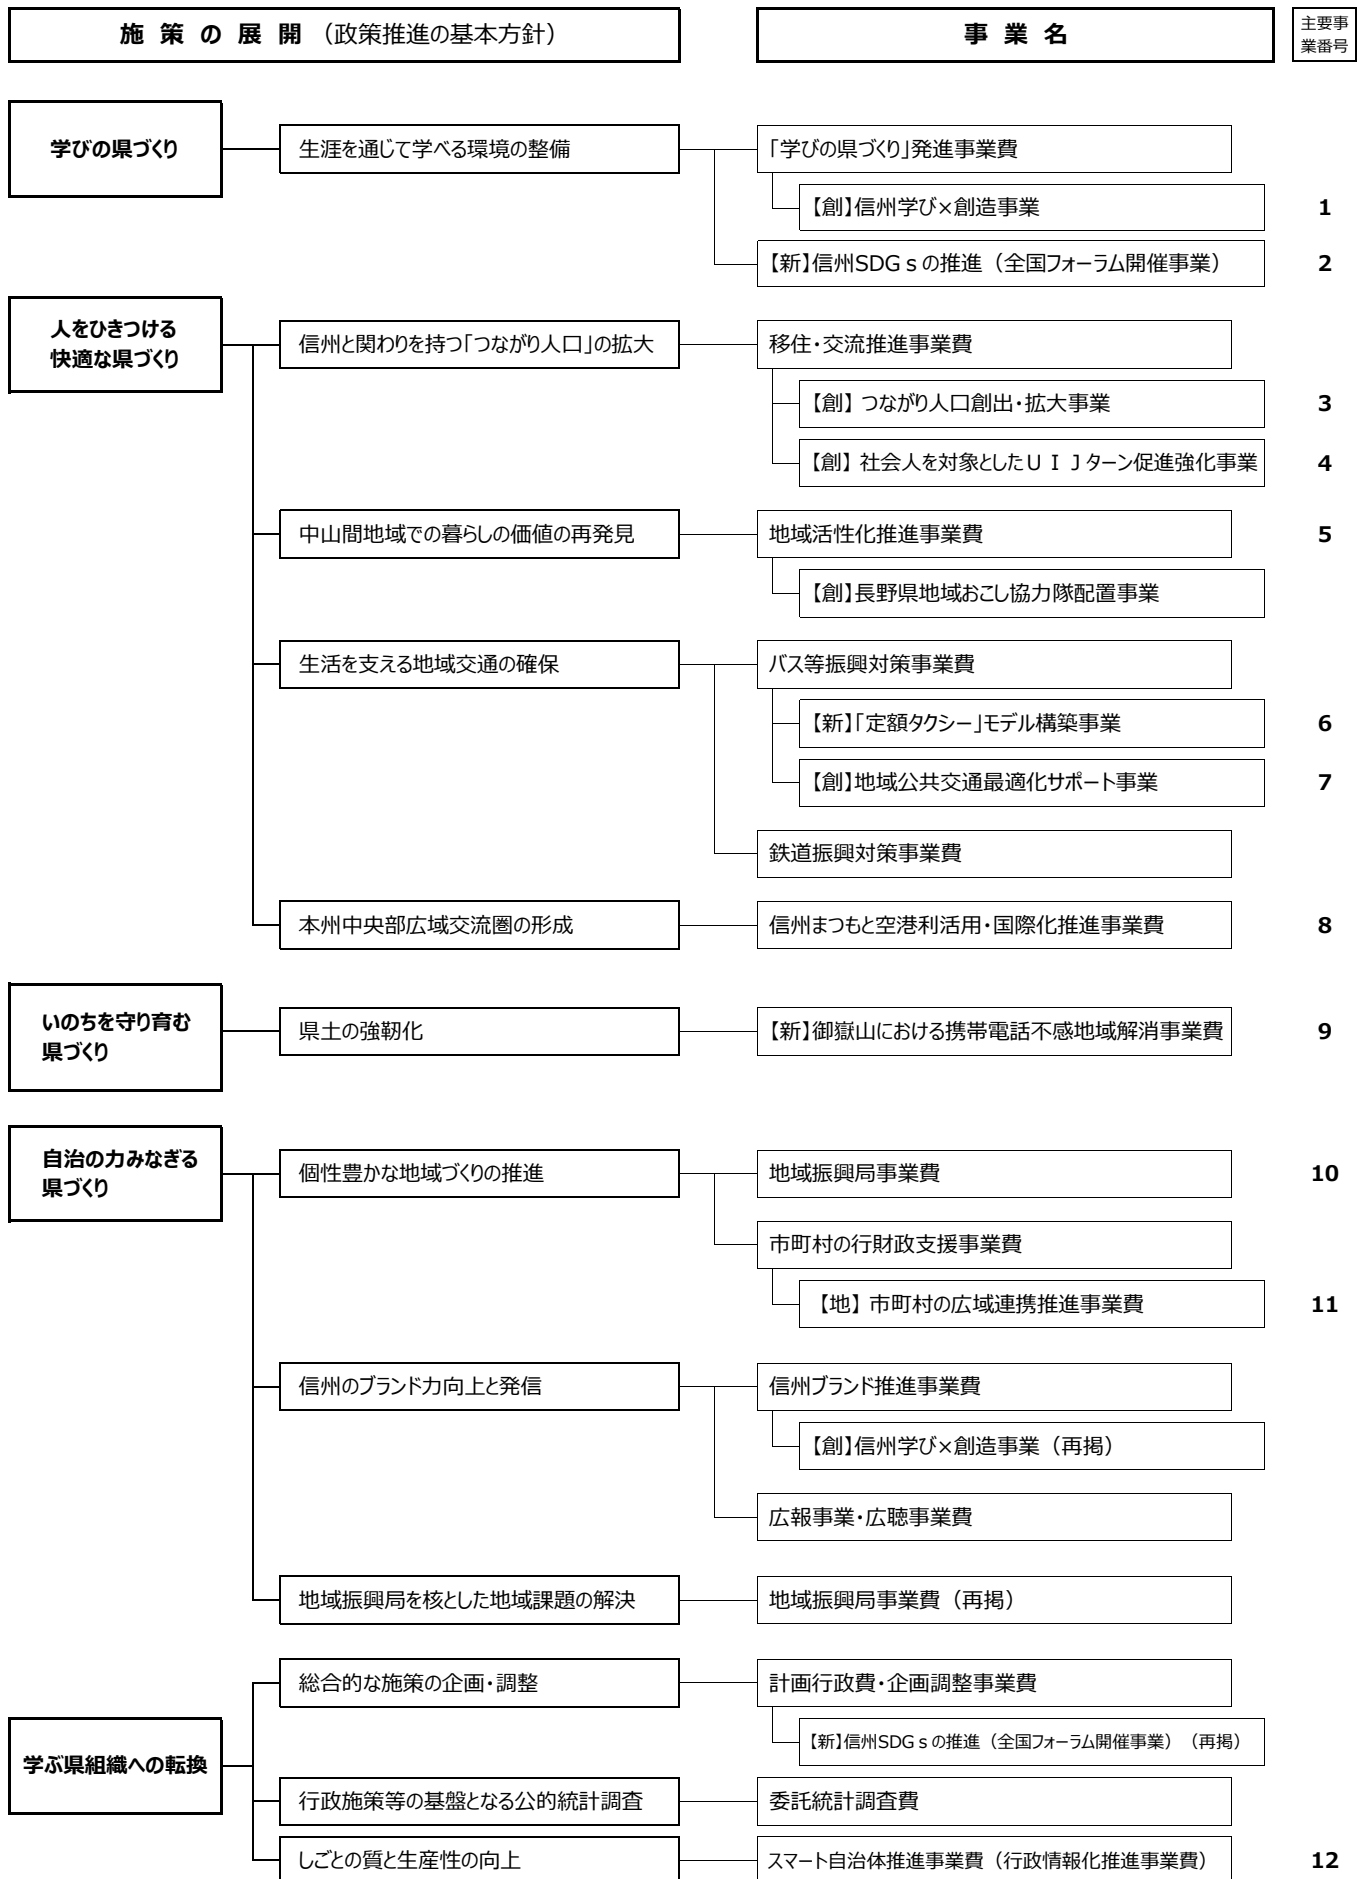 施策の展開（政策推進の基本方針）
事業名
主要事
業番号
学びの県づくり
生涯を通じて学べる環境の整備
「学びの県づくり」発進事業費
【創】信州学び×創造事業
1
【新】信州SDGｓの推進（全国フォーラム開催事業）
2
人をひきつける
快適な県づくり
信州と関わりを持つ「つながり人口」の拡大
移住・交流推進事業費
【創】 つながり人口創出・拡大事業
3
【創】 社会人を対象としたＵＩＪターン促進強化事業
4
中山間地域での暮らしの価値の再発見
地域活性化推進事業費
5
【創】長野県地域おこし協力隊配置事業
生活を支える地域交通の確保
バス等振興対策事業費
【新】「定額タクシー」モデル構築事業
6
【創】地域公共交通最適化サポート事業
7
鉄道振興対策事業費
本州中央部広域交流圏の形成
信州まつもと空港利活用・国際化推進事業費
8
いのちを守り育む
県づくり
県土の強靭化
【新】御嶽山における携帯電話不感地域解消事業費
9
自治の力みなぎる
県づくり
個性豊かな地域づくりの推進
地域振興局事業費
10
市町村の行財政支援事業費
【地】 市町村の広域連携推進事業費
11
信州のブランド力向上と発信
信州ブランド推進事業費
【創】信州学び×創造事業（再掲）
広報事業・広聴事業費
地域振興局を核とした地域課題の解決
地域振興局事業費（再掲）
総合的な施策の企画・調整
計画行政費・企画調整事業費
【新】信州SDGｓの推進（全国フォーラム開催事業）（再掲）
学ぶ県組織への転換
行政施策等の基盤となる公的統計調査
委託統計調査費
しごとの質と生産性の向上
スマート自治体推進事業費（行政情報化推進事業費）
12